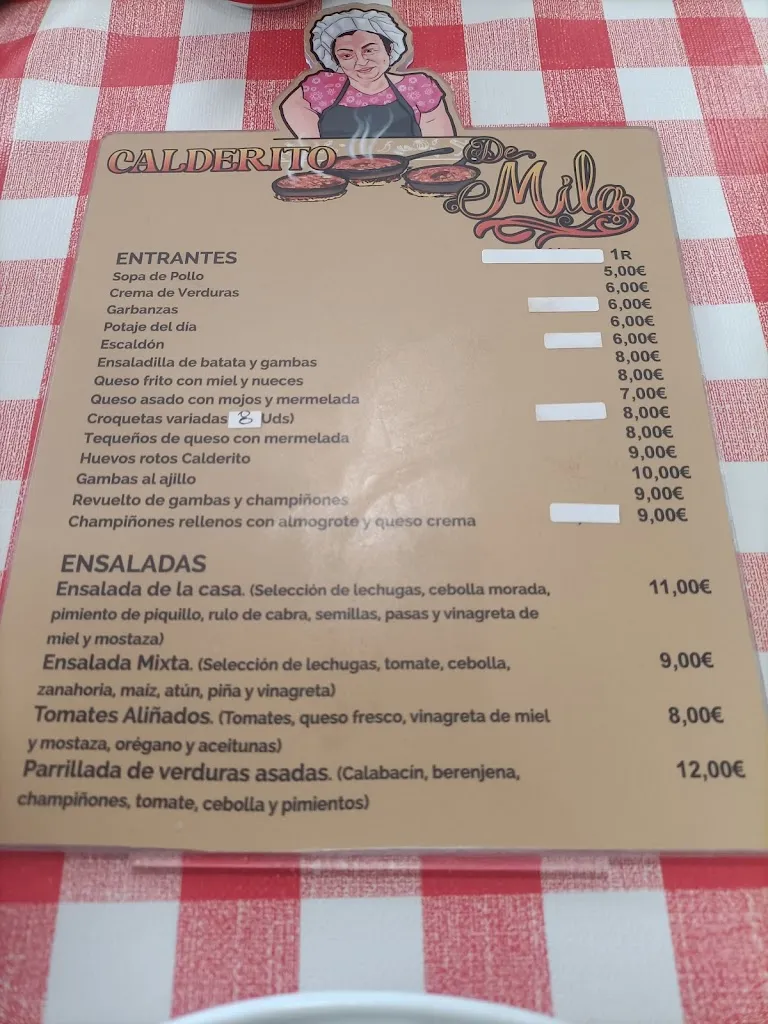 CALDERITO De Mila
ENTRANTES 1R
Sopa de Pollo 5,00€
Crema de Verduras 6,00€
Garbanzas 6,00€
Potaje del día 6,00€
Escaldón 6,00€
Ensaladilla de batata y gambas 8,00€
Queso frito con miel y nueces 8,00€
Queso asado con mojos y mermelada 7,00€
Croquetas variadas 8 Uds) 8,00€
Tequeños de queso con mermelada 8,00€
Huevos rotos Calderito 9,00€
Gambas al ajillo 10,00€
Revuelto de gambas y champiñones 9,00€
Champiñones rellenos con almogrote y queso crema 9,00€
ENSALADAS
Ensalada de la casa. (Selección de lechugas, cebolla morada, 11,00€
pimiento de piquillo, rulo de cabra, semillas, pasas y vinagreta de
miel y mostaza)
Ensalada Mixta. (Selección de lechugas, tomate, cebolla, 9,00€
zanahoria, maíz, atún, piña y vinagreta)
Tomates Aliñados. (Tomates, queso fresco, vinagreta de miel 8,00€
y mostaza, orégano y aceitunas)
Parrillada de verduras asadas. (Calabacín, berenjena, 12,00€
champiñones, tomate, cebolla y pimientos)